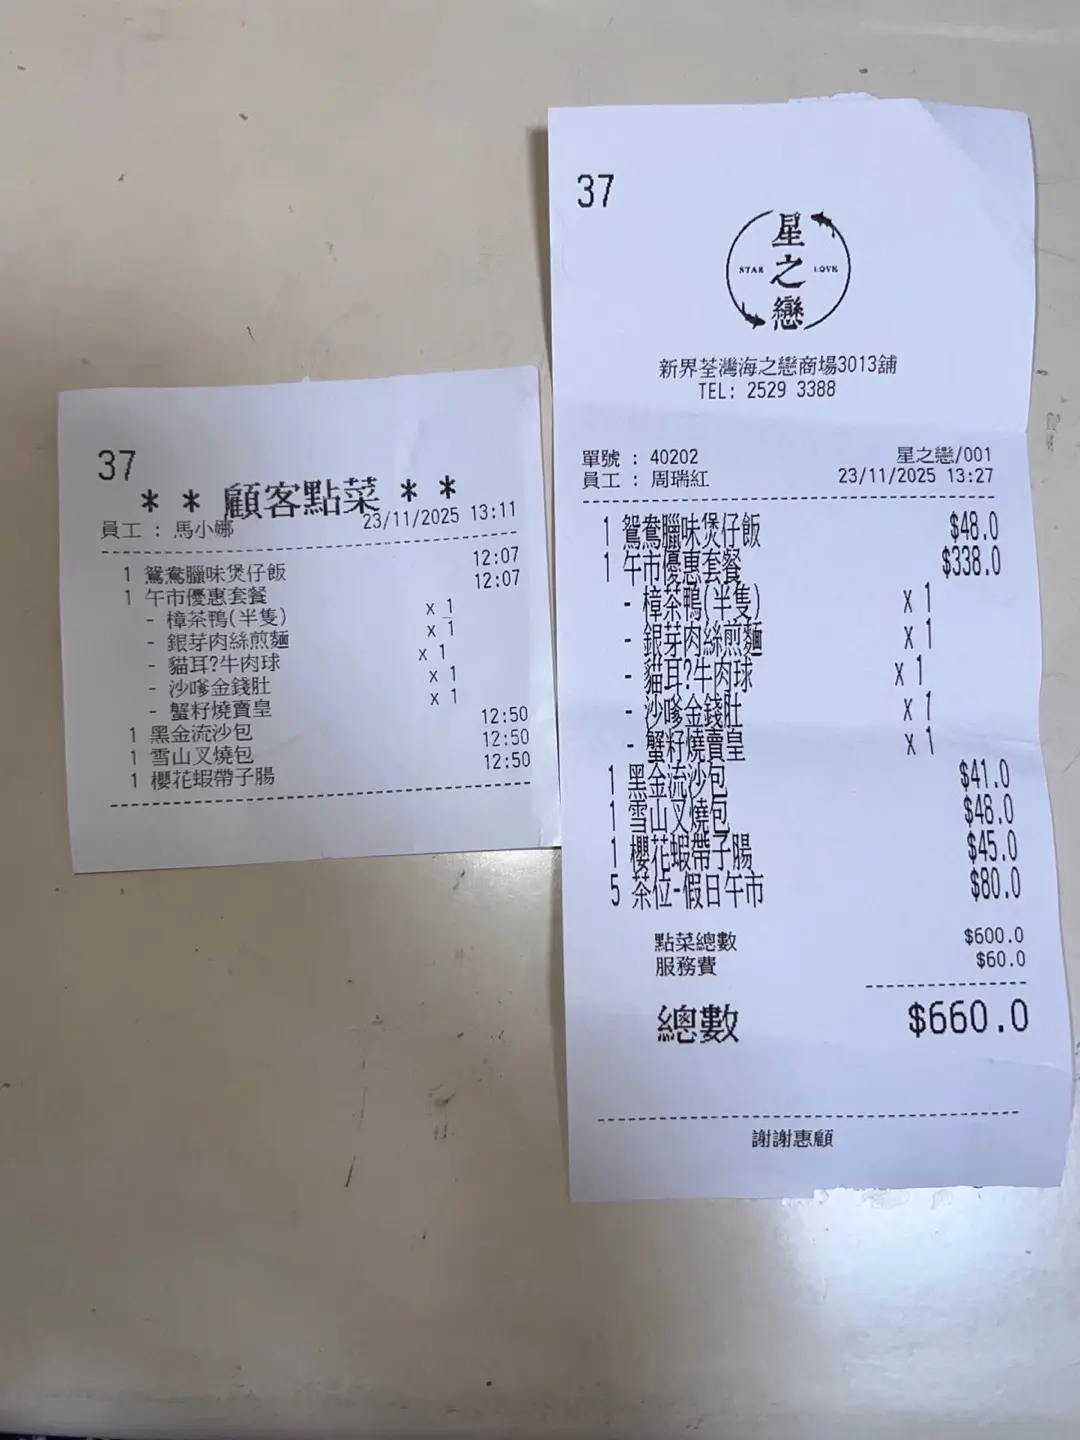 37
* * 顧客點菜 * *
員工 : 馬小娜 23/11/2025 13:11
1 鴛鴦臘味煲仔飯 12:07
1 午市優惠套餐 12:07
- 樟茶鴨(半隻) x 1
- 銀芽肉絲煎麵 x 1
- 貓耳?牛肉球 x 1
- 沙嗲金錢肚 x 1
- 蟹籽燒賣皇 x 1
1 黑金流沙包 12:50
1 雪山叉燒包 12:50
1 櫻花蝦帶子腸 12:50
37
星之戀
STAR LOVE
新界荃灣海之戀商場3013舖
TEL: 2529 3388
單號 : 40202 星之戀/001
員工 : 周瑞紅 23/11/2025 13:27
1 鴛鴦臘味煲仔飯 $48.0
1 午市優惠套餐 $338.0
- 樟茶鴨(半隻) x 1
- 銀芽肉絲煎麵 x 1
- 貓耳?牛肉球 x 1
- 沙嗲金錢肚 x 1
- 蟹籽燒賣皇 x 1
1 黑金流沙包 $41.0
1 雪山叉燒包 $48.0
1 櫻花蝦帶子腸 $45.0
5 茶位-假日午市 $80.0
點菜總數 $600.0
服務費 $60.0
總數 $660.0
謝謝惠顧